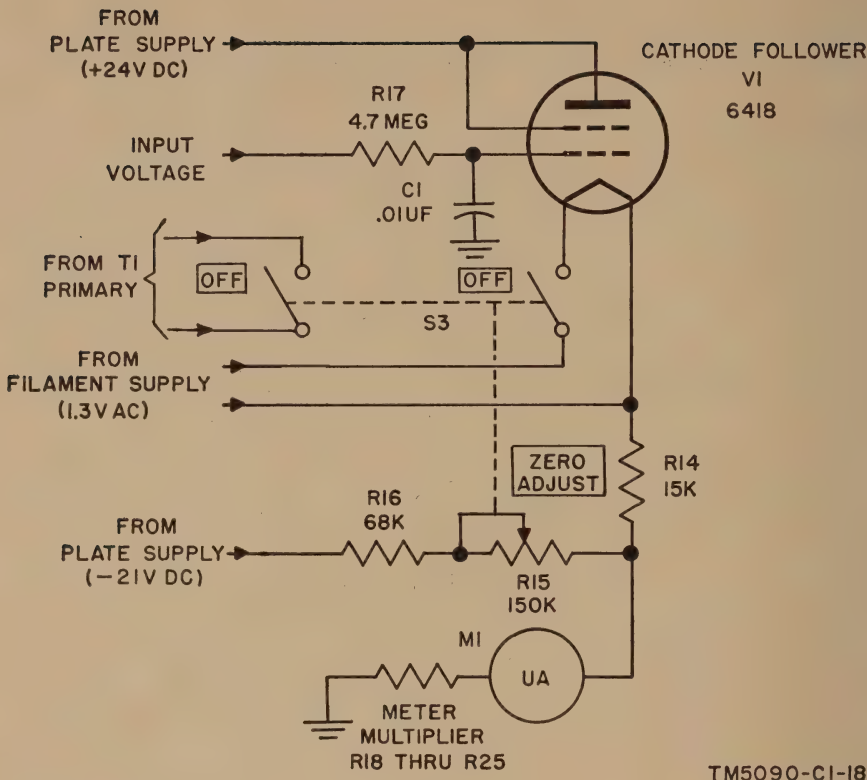 FROM
PLATE SUPPLY
(+24V DC)
CATHODE FOLLOWER
V1
6418
R17
4.7 MEG
INPUT
VOLTAGE
C1
.01UF
FROM T1
PRIMARY
OFF
OFF
S3
FROM
FILAMENT SUPPLY
(1.3V AC)
ZERO
ADJUST
R14
15K
R16
68K
FROM
PLATE SUPPLY
(-21V DC)
R15
150K
M1
UA
METER
MULTIPLIER
R18 THRU R25
TM5090-C1-18